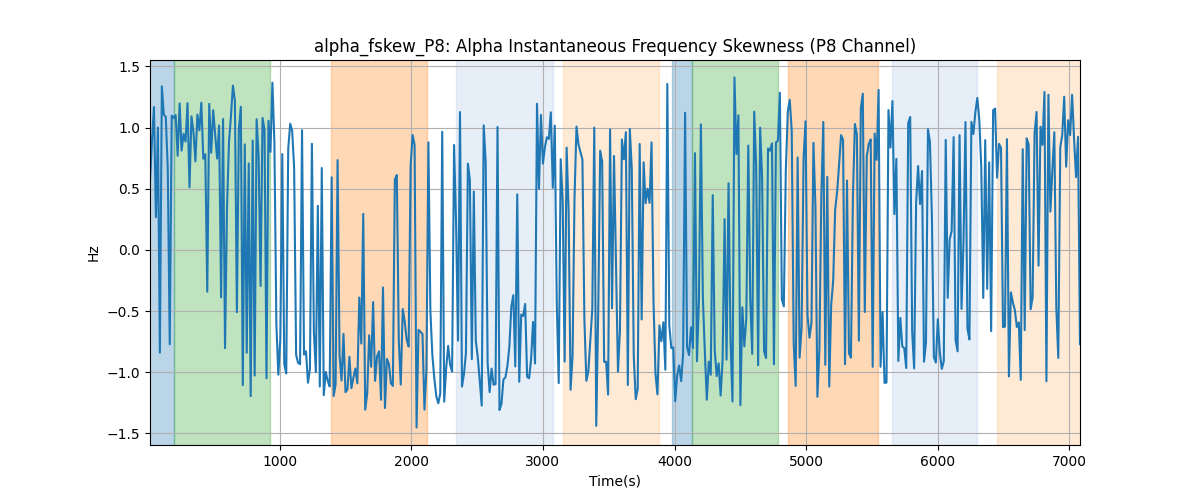 alpha_fskew_P8: Alpha Instantaneous Frequency Skewness (P8 Channel)
1.5
1.0
0.5
0.0
−0.5
−1.0
−1.5
Hz
1000 2000 3000 4000 5000 6000 7000
Time(s)